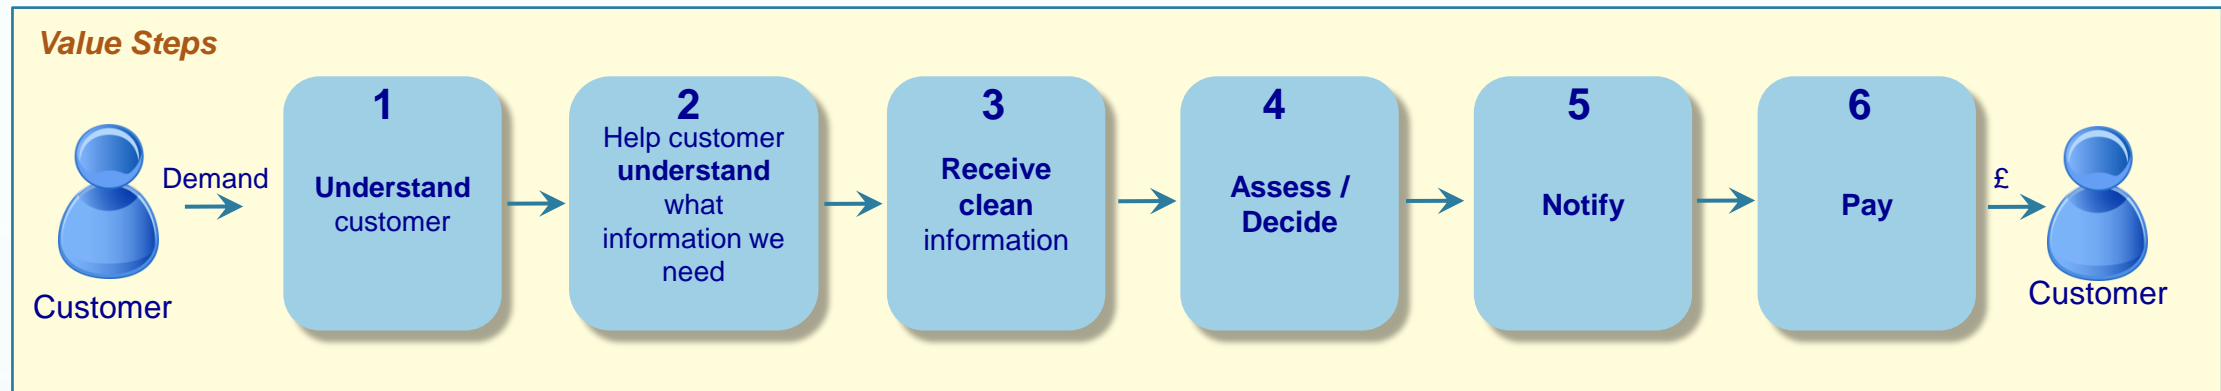 Value Steps
Customer
Demand
1
Understand
customer
2
Help customer
understand
what
information we
need
3
Receive
clean
information
4
Assess /
Decide
5
Notify
6
Pay
£
Customer